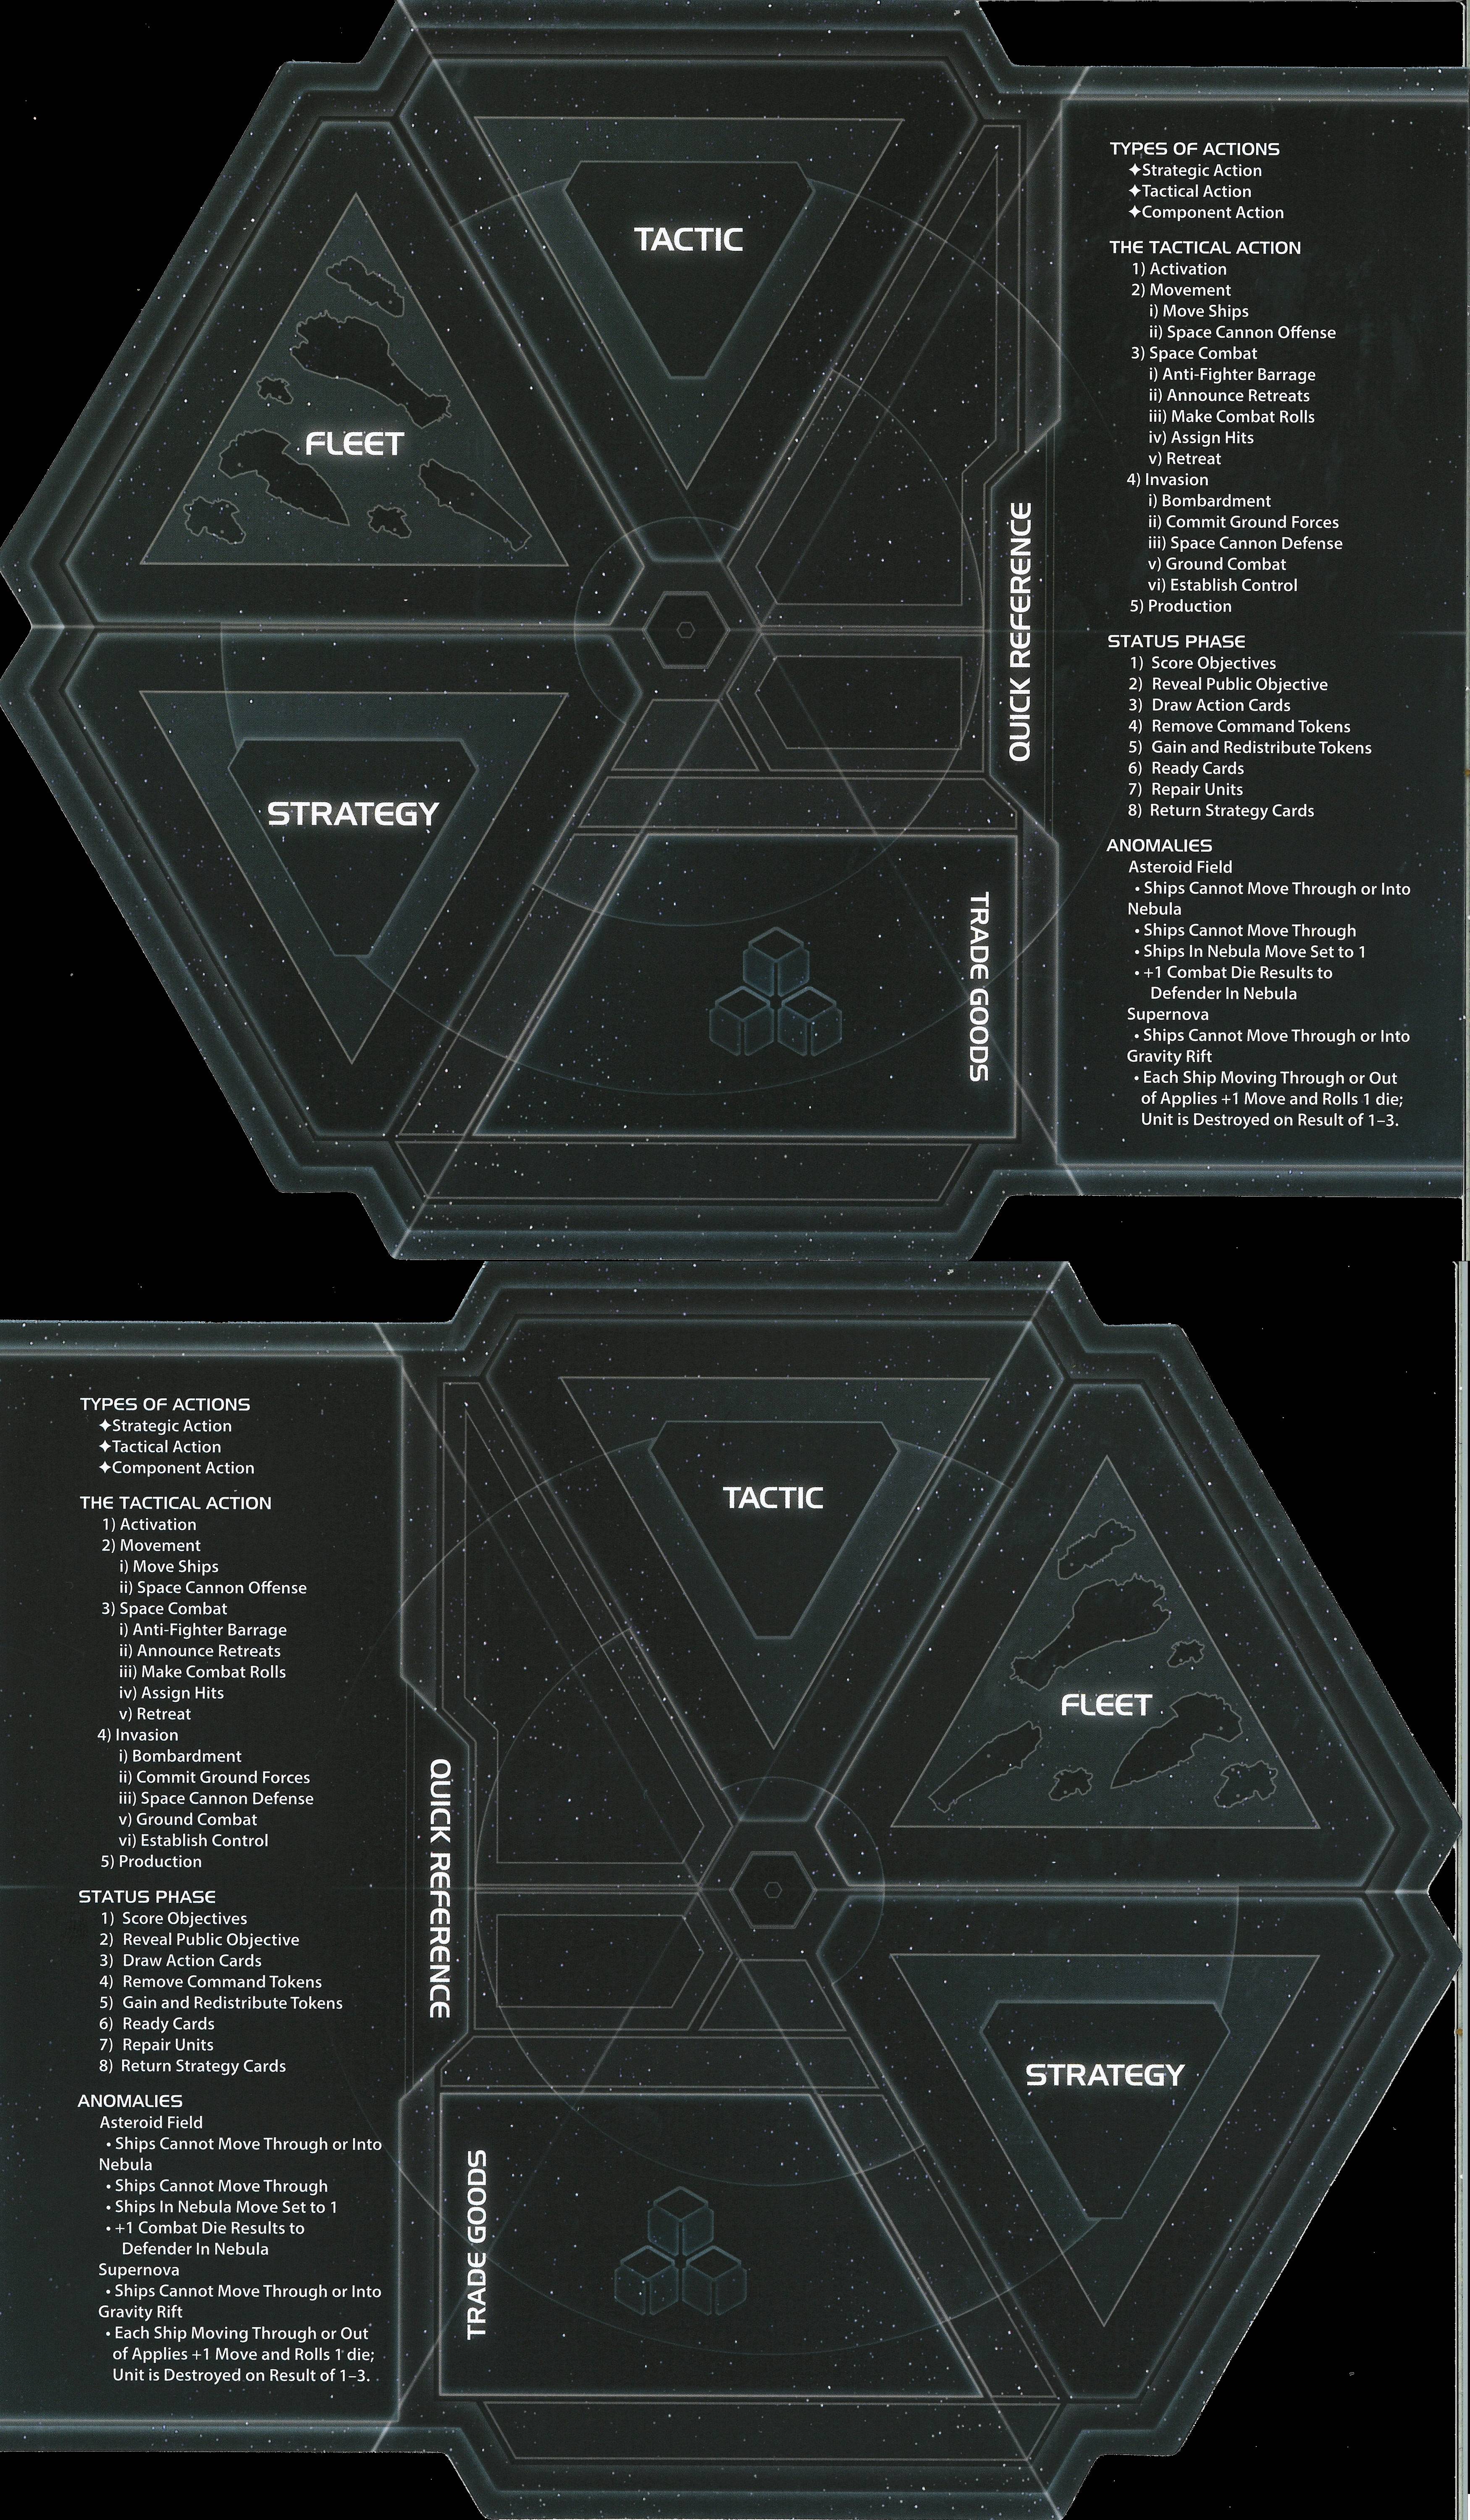 TACTIC
FLEET
STRATEGY
QUICK REFERENCE
TRADE GOODS
TYPES OF ACTIONS
✦Strategic Action
✦Tactical Action
✦Component Action
THE TACTICAL ACTION
1) Activation
2) Movement
i) Move Ships
ii) Space Cannon Offense
3) Space Combat
i) Anti-Fighter Barrage
ii) Announce Retreats
iii) Make Combat Rolls
iv) Assign Hits
v) Retreat
4) Invasion
i) Bombardment
ii) Commit Ground Forces
iii) Space Cannon Defense
v) Ground Combat
vi) Establish Control
5) Production
STATUS PHASE
1) Score Objectives
2) Reveal Public Objective
3) Draw Action Cards
4) Remove Command Tokens
5) Gain and Redistribute Tokens
6) Ready Cards
7) Repair Units
8) Return Strategy Cards
ANOMALIES
Asteroid Field
• Ships Cannot Move Through or Into
Nebula
• Ships Cannot Move Through
• Ships In Nebula Move Set to 1
• +1 Combat Die Results to
Defender In Nebula
Supernova
• Ships Cannot Move Through or Into
Gravity Rift
• Each Ship Moving Through or Out
of Applies +1 Move and Rolls 1 die;
Unit is Destroyed on Result of 1–3.
TYPES OF ACTIONS
✦Strategic Action
✦Tactical Action
✦Component Action
THE TACTICAL ACTION
1) Activation
2) Movement
i) Move Ships
ii) Space Cannon Offense
3) Space Combat
i) Anti-Fighter Barrage
ii) Announce Retreats
iii) Make Combat Rolls
iv) Assign Hits
v) Retreat
4) Invasion
i) Bombardment
ii) Commit Ground Forces
iii) Space Cannon Defense
v) Ground Combat
vi) Establish Control
5) Production
STATUS PHASE
1) Score Objectives
2) Reveal Public Objective
3) Draw Action Cards
4) Remove Command Tokens
5) Gain and Redistribute Tokens
6) Ready Cards
7) Repair Units
8) Return Strategy Cards
ANOMALIES
Asteroid Field
• Ships Cannot Move Through or Into
Nebula
• Ships Cannot Move Through
• Ships In Nebula Move Set to 1
• +1 Combat Die Results to
Defender In Nebula
Supernova
• Ships Cannot Move Through or Into
Gravity Rift
• Each Ship Moving Through or Out
of Applies +1 Move and Rolls 1 die;
Unit is Destroyed on Result of 1–3.
QUICK REFERENCE
TRADE GOODS
TACTIC
FLEET
STRATEGY